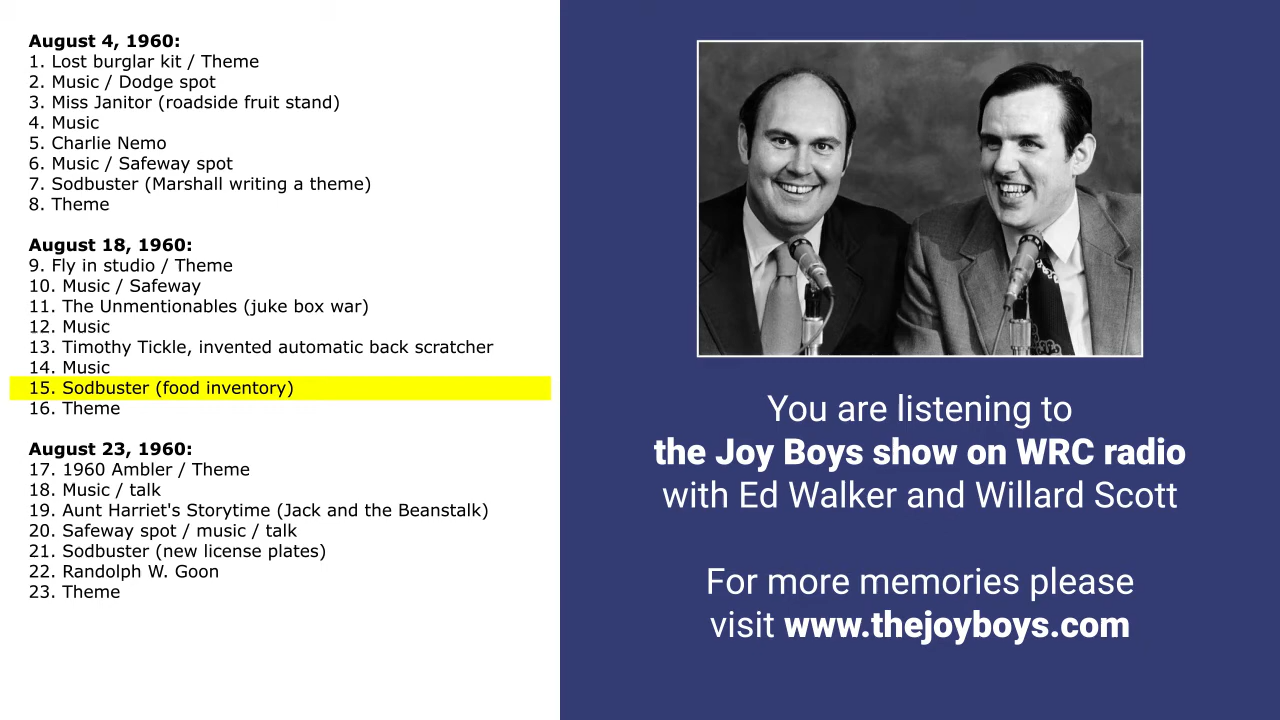 August 4, 1960:
1. Lost burglar kit / Theme
2. Music / Dodge spot
3. Miss Janitor (roadside fruit stand)
4. Music
5. Charlie Nemo
6. Music / Safeway spot
7. Sodbuster (Marshall writing a theme)
8. Theme
August 18, 1960:
9. Fly in studio / Theme
10. Music / Safeway
11. The Unmentionables (juke box war)
12. Music
13. Timothy Tickle, invented automatic back scratcher
14. Music
15. Sodbuster (food inventory)
16. Theme
August 23, 1960:
17. 1960 Ambler / Theme
18. Music / talk
19. Aunt Harriet's Storytime (Jack and the Beanstalk)
20. Safeway spot / music / talk
21. Sodbuster (new license plates)
22. Randolph W. Goon
23. Theme
You are listening to
the Joy Boys show on WRC radio
with Ed Walker and Willard Scott
For more memories please
visit www.thejoyboys.com